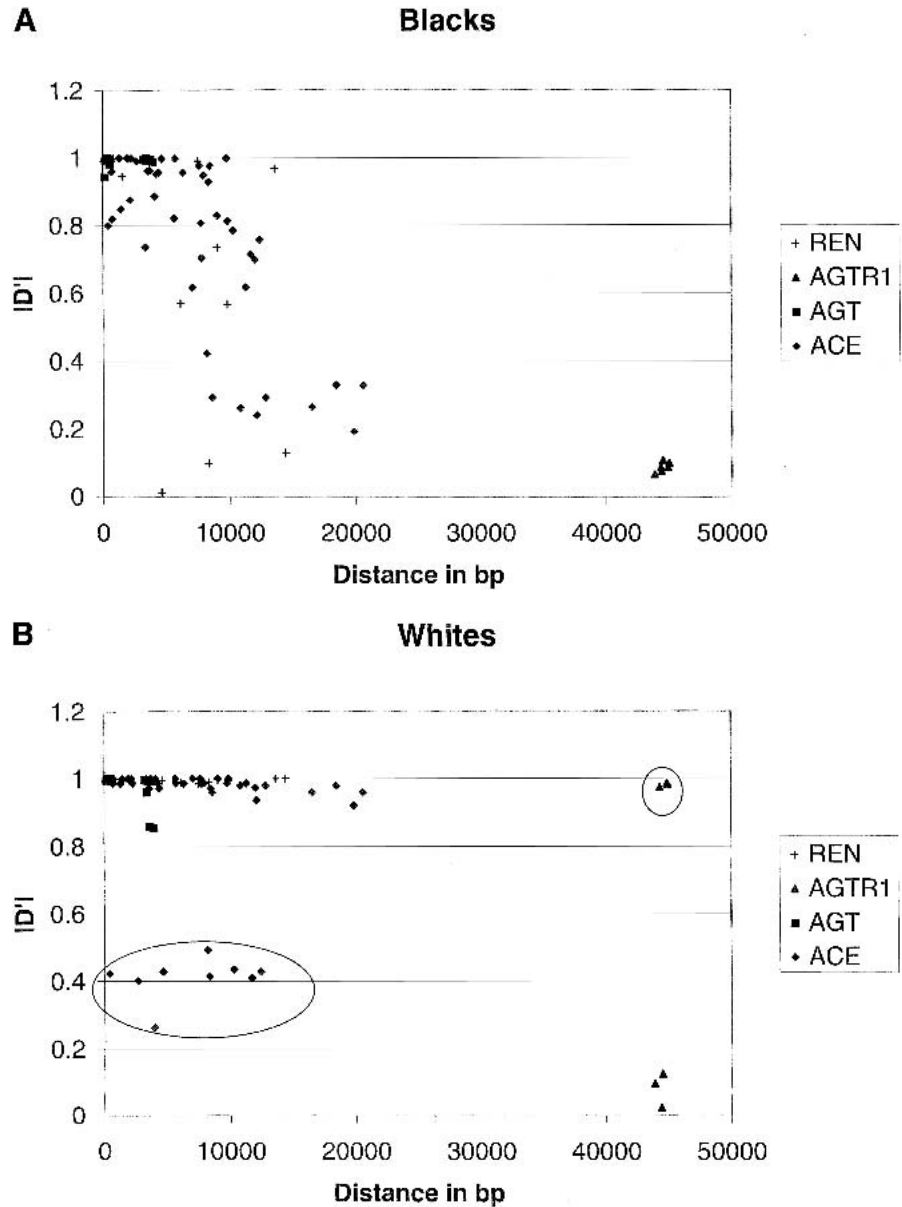 A
Blacks
1.2
1
0.8
0.6
0.4
0.2
0
|D'|
0 10000 20000 30000 40000 50000
Distance in bp
REN
AGTR1
AGT
ACE
B
Whites
1.2
1
0.8
0.6
0.4
0.2
0
|D'|
0 10000 20000 30000 40000 50000
Distance in bp
REN
AGTR1
AGT
ACE